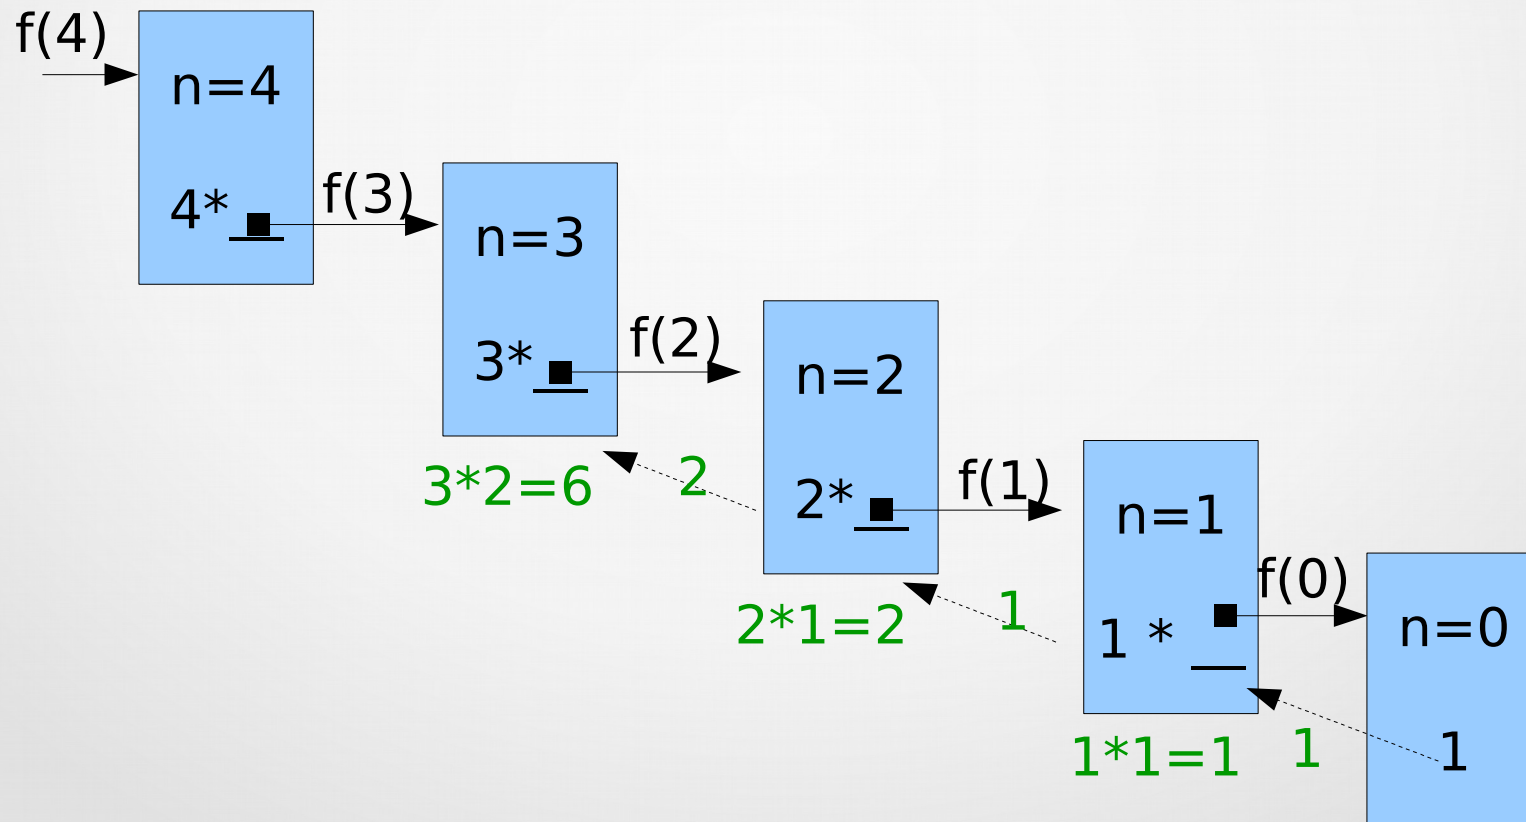 f(4)
n=4
4*
f(3)
n=3
3*
f(2)
n=2
3*2=6
2
2*
f(1)
n=1
2*1=2
1
1 *
f(0)
n=0
1*1=1
1
1